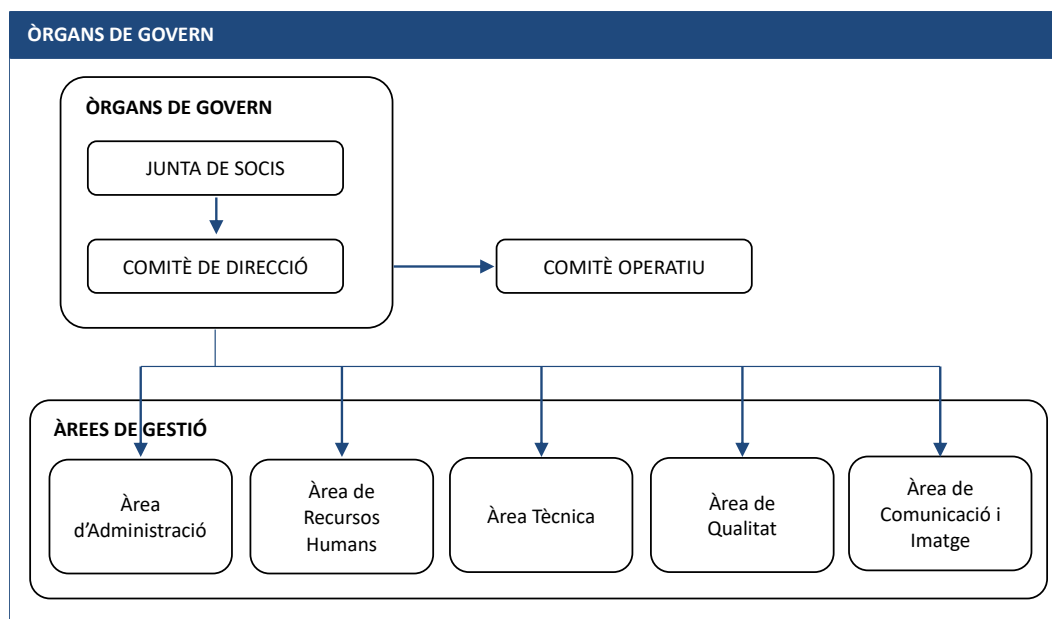 ÒRGANS DE GOVERN
ÒRGANS DE GOVERN
JUNTA DE SOCIS
COMITÈ DE DIRECCIÓ
COMITÈ OPERATIU
ÀREES DE GESTIÓ
Àrea
d’Administració
Àrea de
Recursos
Humans
Àrea Tècnica
Àrea de
Qualitat
Àrea de
Comunicació i
Imatge